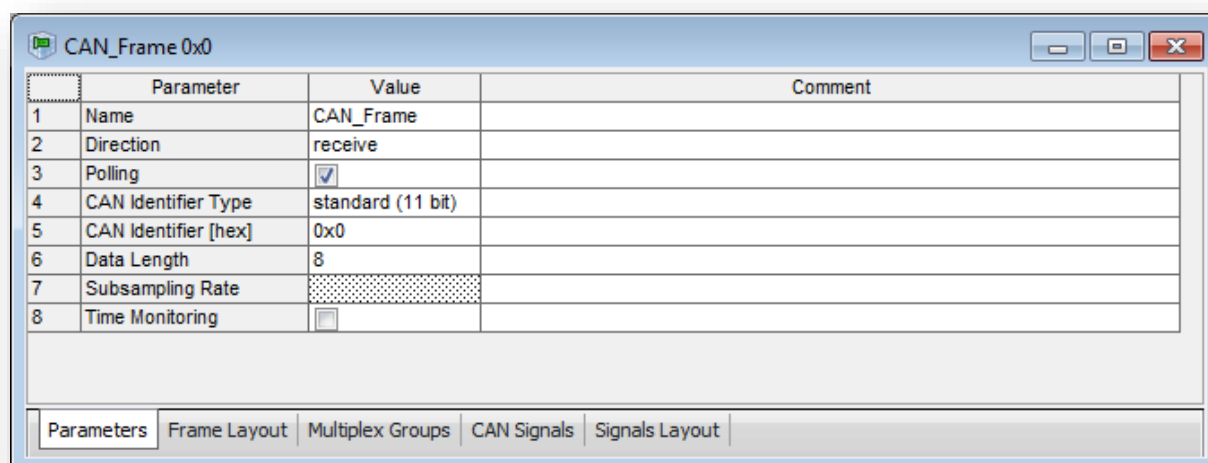 CAN_Frame 0x0
Parameter Value Comment
1 Name CAN_Frame
2 Direction receive
3 Polling
4 CAN Identifier Type standard (11 bit)
5 CAN Identifier [hex] 0x0
6 Data Length 8
7 Subsampling Rate
8 Time Monitoring
Parameters Frame Layout Multiplex Groups CAN Signals Signals Layout